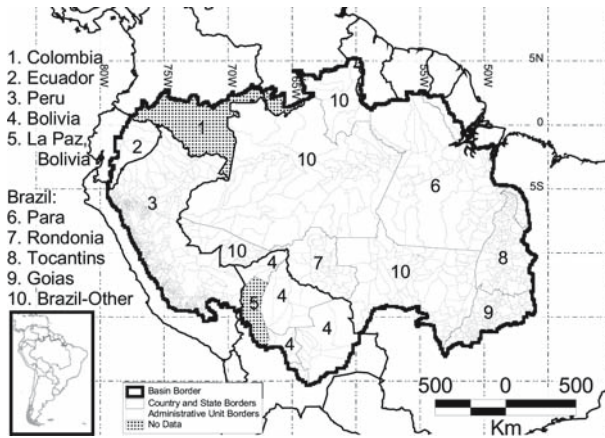 80W
75W
70W
65W
55W
50W
5N
0
5S
1. Colombia
2. Ecuador
3. Peru
4. Bolivia
5. La Paz,
Bolivia
Brazil:
6. Para
7. Rondonia
8. Tocantins
9. Goias
10. Brazil-Other
1
2
3
10
10
6
10
4
7
10
8
5
4
4
4
9
Basin Border
Country and State Borders
Administrative Unit Borders
No Data
500 0 500
Km